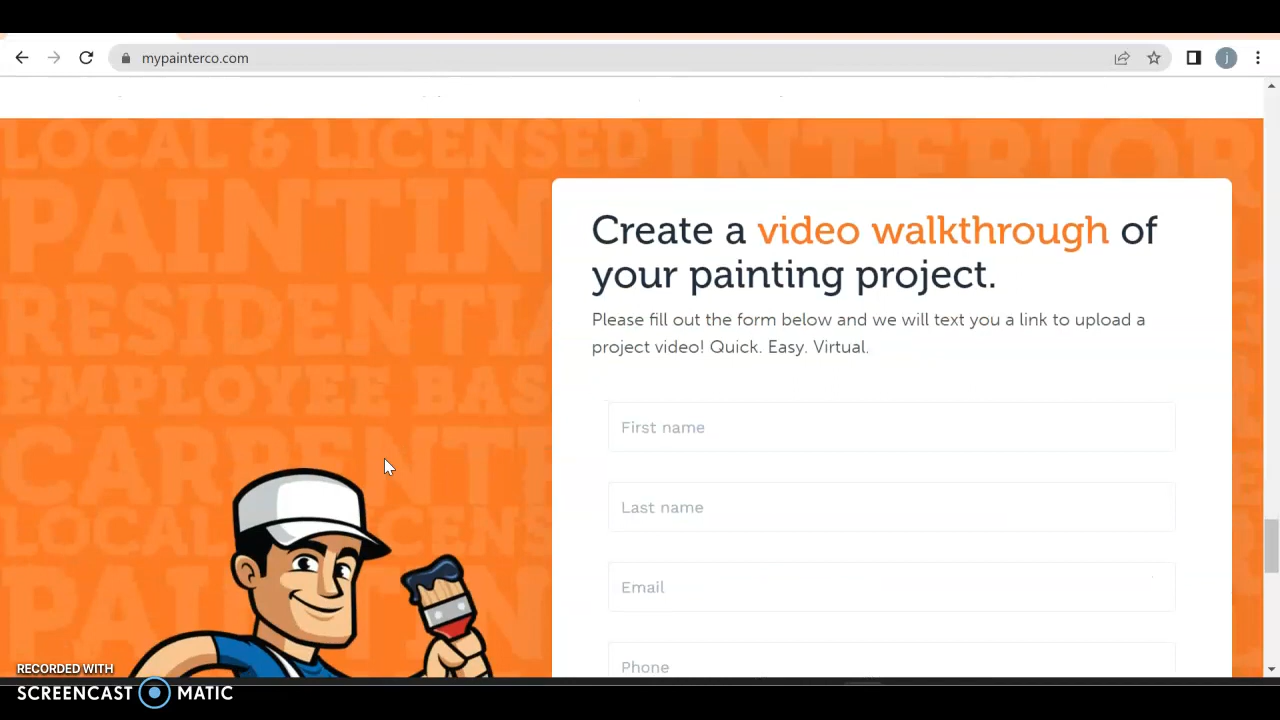 mypainterco.com
j
LOCAL & LICENSED
INTERIOR
PAINTIN
RESIDENTIA
EMPLOYEE BAS
CARPENT
PAINTIN
Create a video walkthrough of
your painting project.
Please fill out the form below and we will text you a link to upload a
project video! Quick. Easy. Virtual.
First name
Last name
Email
Phone
RECORDED WITH
SCREENCAST MATIC